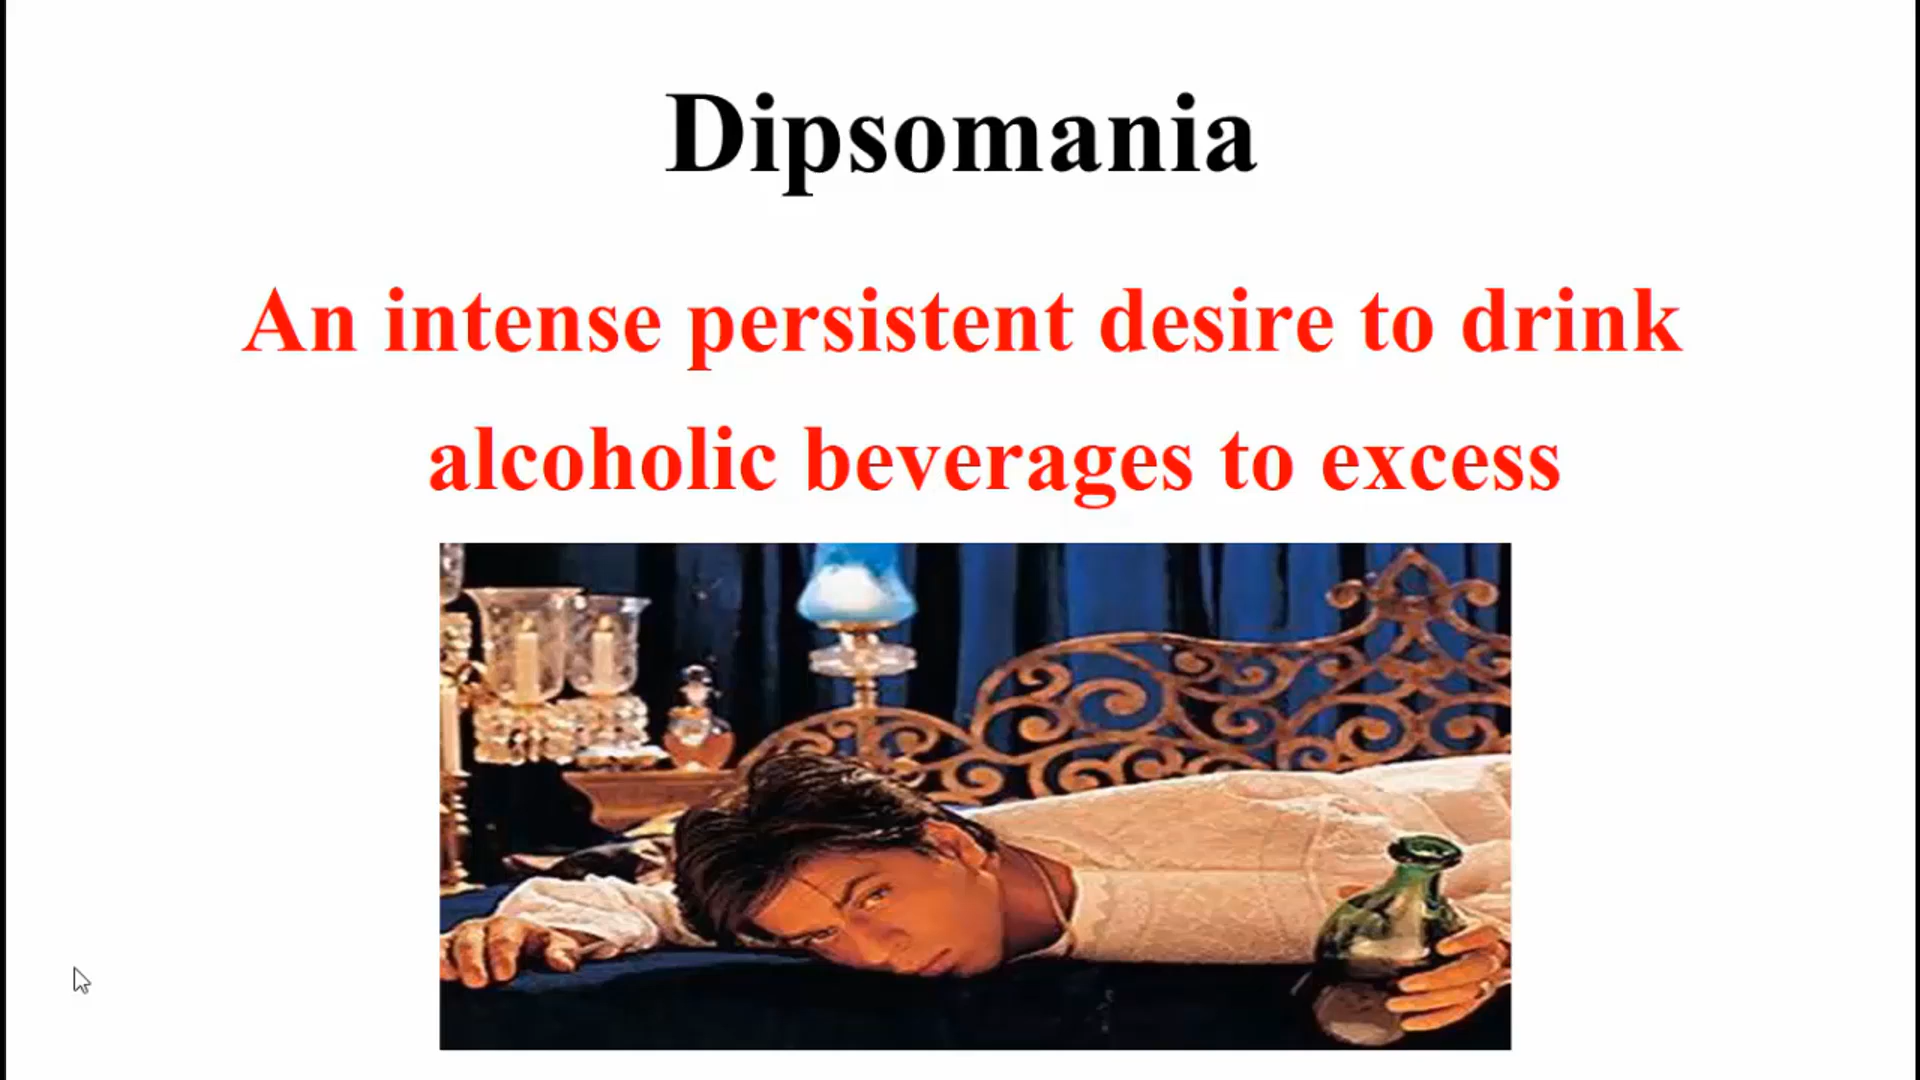 Dipsomania
An intense persistent desire to drink
alcoholic beverages to excess